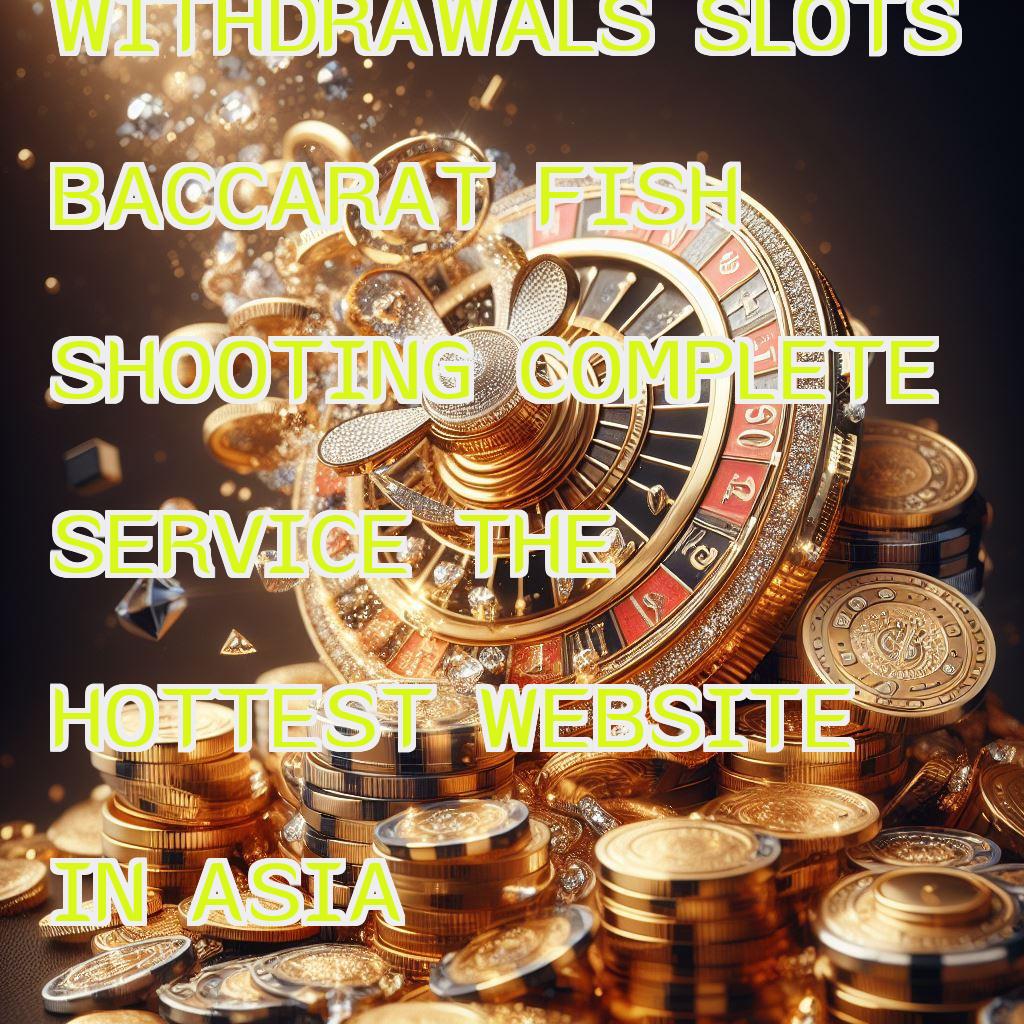 WITHDRAWALS SLOTS
BACCARAT FISH
SHOOTING COMPLETE
SERVICE THE
HOTTEST WEBSITE
IN ASIA